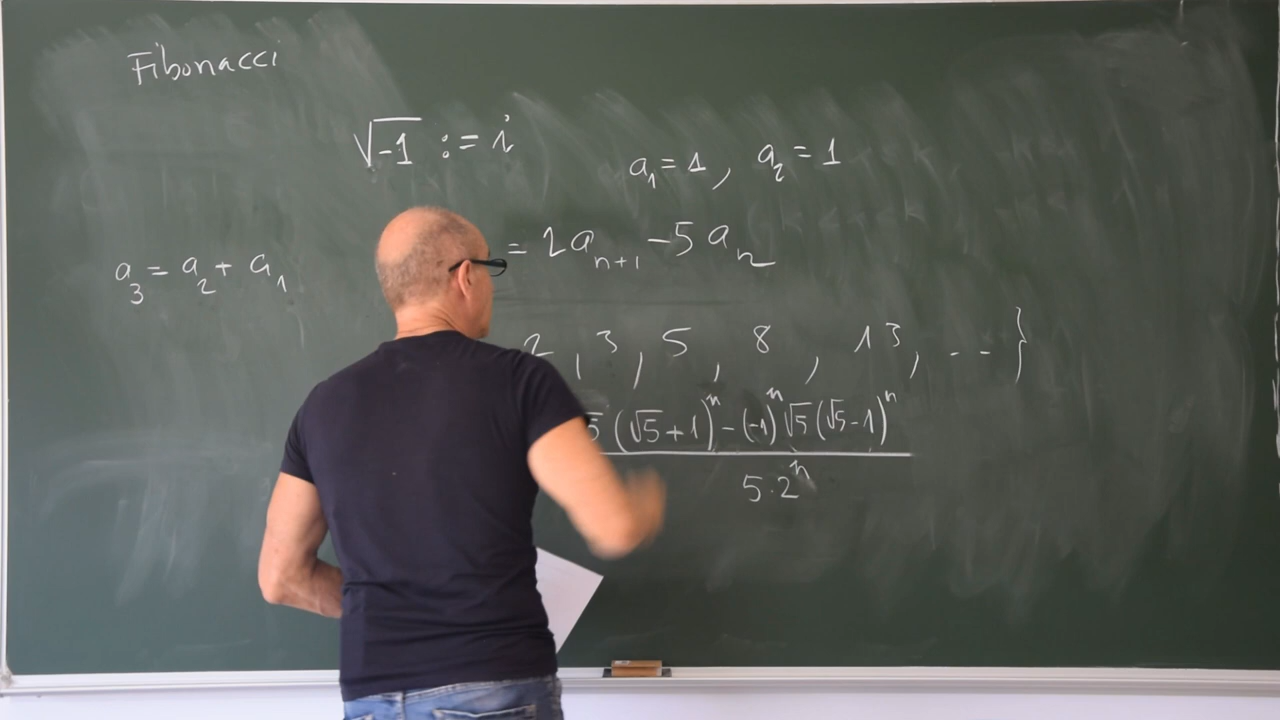 Fibonacci
√-1 := i
a₁ = 1, a₂ = 1
= 2a_{n+1} - 5a_n
a₃ = a₂ + a₁
2, 3, 5, 8, 13, ... }
5 (√5+1)ⁿ - (-1)ⁿ √5 (√5-1)ⁿ
5·2ⁿ